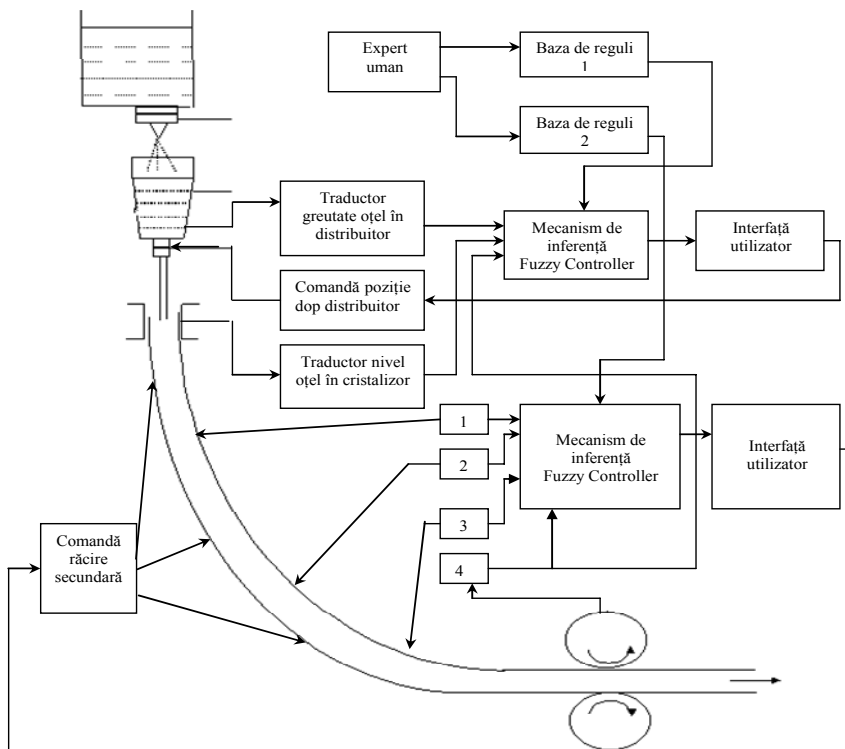 Expert
uman
Baza de reguli
1
Baza de reguli
2
Traductor
greutate oțel în
distribuitor
Mecanism de
inferență
Fuzzy Controller
Interfață
utilizator
Comandă poziție
dop distribuitor
Traductor nivel
oțel în cristalizor
1
2
3
4
Mecanism de
inferență
Fuzzy Controller
Interfață
utilizator
Comandă
răcire
secundară